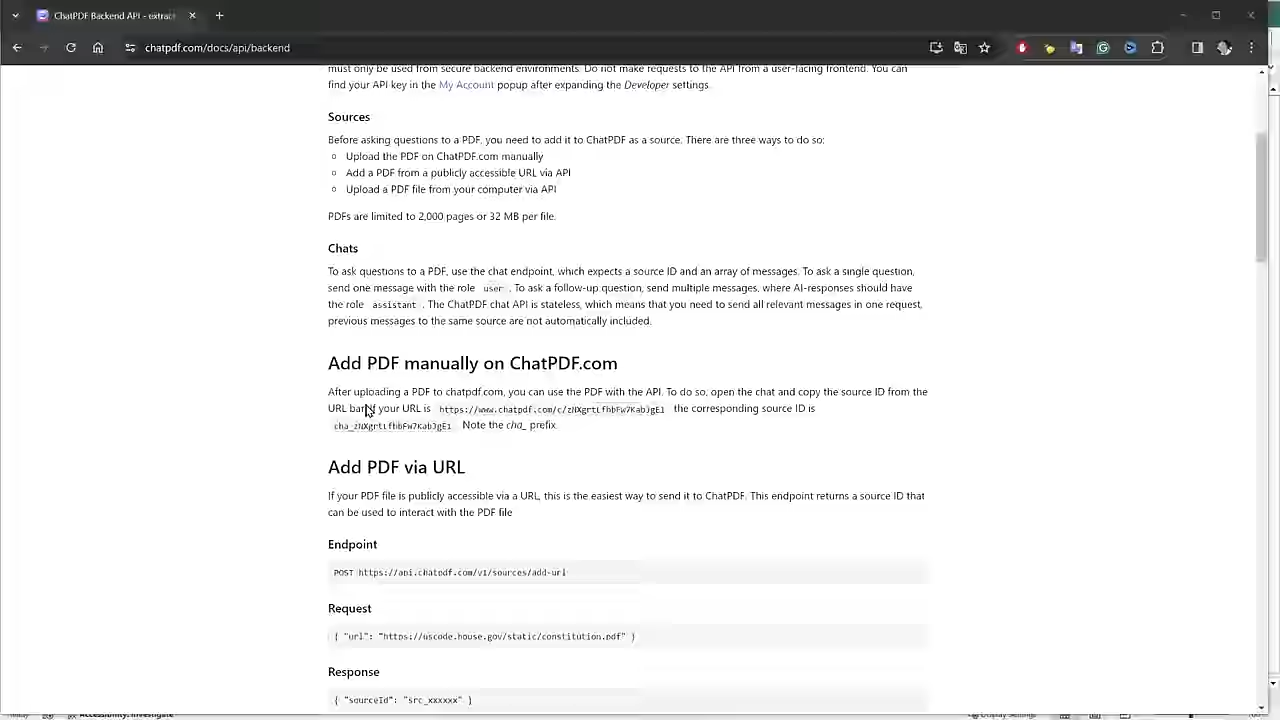 ChatPDF Backend API - extract
chatpdf.com/docs/api/backend
must only be used from secure backend environments. Do not make requests to the API from a user-facing frontend. You can
find your API key in the My Account popup after expanding the Developer settings.
Sources
Before asking questions to a PDF, you need to add it to ChatPDF as a source. There are three ways to do so:
Upload the PDF on ChatPDF.com manually
Add a PDF from a publicly accessible URL via API
Upload a PDF file from your computer via API
PDFs are limited to 2,000 pages or 32 MB per file.
Chats
To ask questions to a PDF, use the chat endpoint, which expects a source ID and an array of messages. To ask a single question,
send one message with the role user . To ask a follow-up question, send multiple messages, where AI-responses should have
the role assistant . The ChatPDF chat API is stateless, which means that you need to send all relevant messages in one request,
previous messages to the same source are not automatically included.
Add PDF manually on ChatPDF.com
After uploading a PDF to chatpdf.com, you can use the PDF with the API. To do so, open the chat and copy the source ID from the
URL bar. If your URL is https://www.chatpdf.com/c/ the corresponding source ID is
Note the cha_ prefix
Add PDF via URL
If your PDF file is publicly accessible via a URL, this is the easiest way to send it to ChatPDF. This endpoint returns a source ID that
can be used to interact with the PDF file
Endpoint
POST https://api.chatpdf.com/v1/sources/add-url
Request
{ "url": "https://uscode.house.gov/static/constitution.pdf" }
Response
{ "sourceId": "src_xxxxxx" }
Accessibility: Investigate
Display Settings